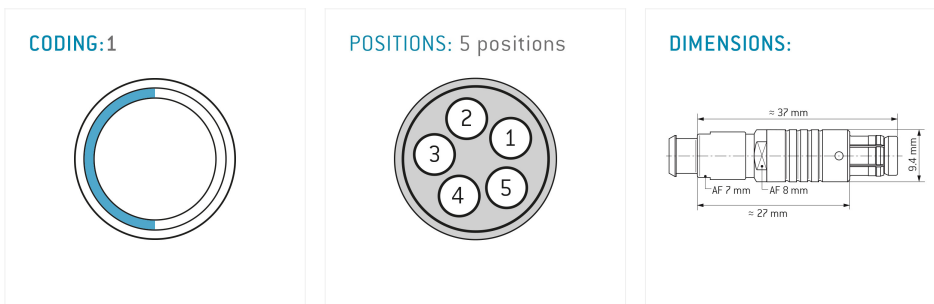 CODING:1
POSITIONS: 5 positions
2
1
3
4
5
DIMENSIONS:
≈ 37 mm
9.4 mm
AF 7 mm
AF 8 mm
≈ 27 mm